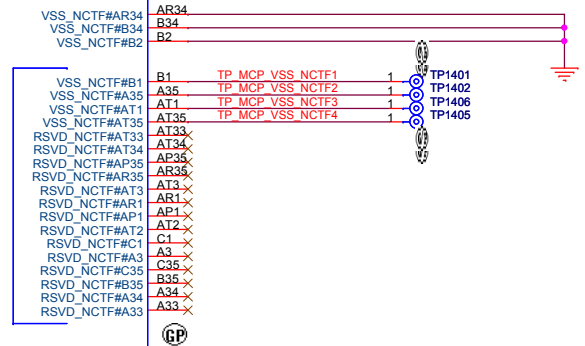 VSS_NCTF#AR34 AR34
VSS_NCTF#B34 B34
VSS_NCTF#B2 B2
VSS_NCTF#B1 B1 TP_MCP_VSS_NCTF1 1 TP1401
VSS_NCTF#A35 A35 TP_MCP_VSS_NCTF2 1 TP1402
VSS_NCTF#AT1 AT1 TP_MCP_VSS_NCTF3 1 TP1406
VSS_NCTF#AT35 AT35 TP_MCP_VSS_NCTF4 1 TP1405
RSVD_NCTF#AT33 AT33
RSVD_NCTF#AT34 AT34
RSVD_NCTF#AP35 AP35
RSVD_NCTF#AR35 AR35
RSVD_NCTF#AT3 AT3
RSVD_NCTF#AR1 AR1
RSVD_NCTF#AP1 AP1
RSVD_NCTF#AT2 AT2
RSVD_NCTF#C1 C1
RSVD_NCTF#A3 A3
RSVD_NCTF#C35 C35
RSVD_NCTF#B35 B35
RSVD_NCTF#A34 A34
RSVD_NCTF#A33 A33
GP